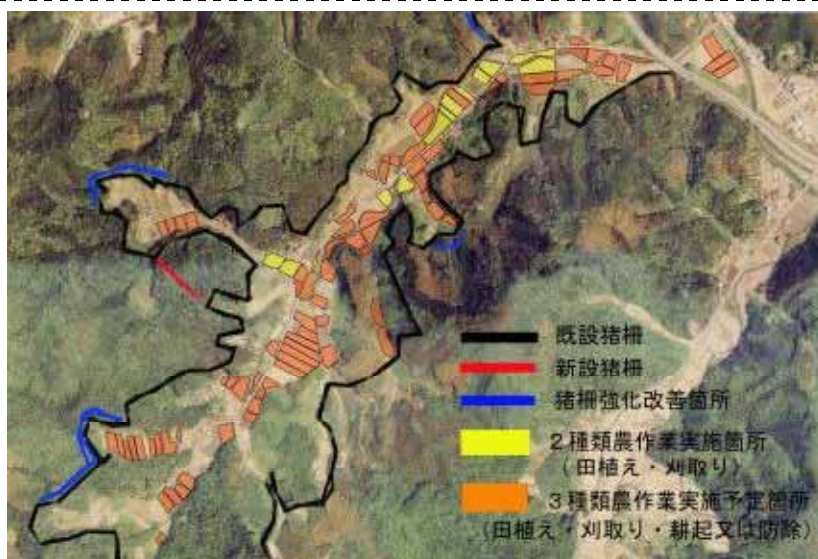 既設猪柵
新設猪柵
猪柵強化改善箇所
2種類農作業実施箇所
(田植え・刈取り)
3種類農作業実施予定箇所
(田植え・刈取り・耕起又は防除)